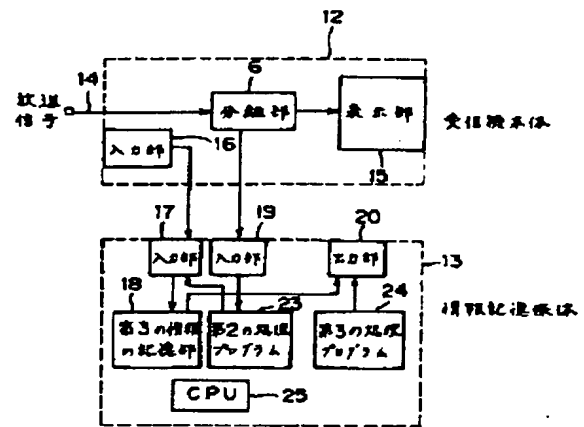 12
放送
信号
14
6
分離部
表示部
15
受信機本体
入力部
16
17
19
20
入力部
入力部
出力部
13
18
第3の情報
の記憶部
23
第2の処理
プログラム
24
第3の処理
プログラム
情報記憶媒体
CPU
25